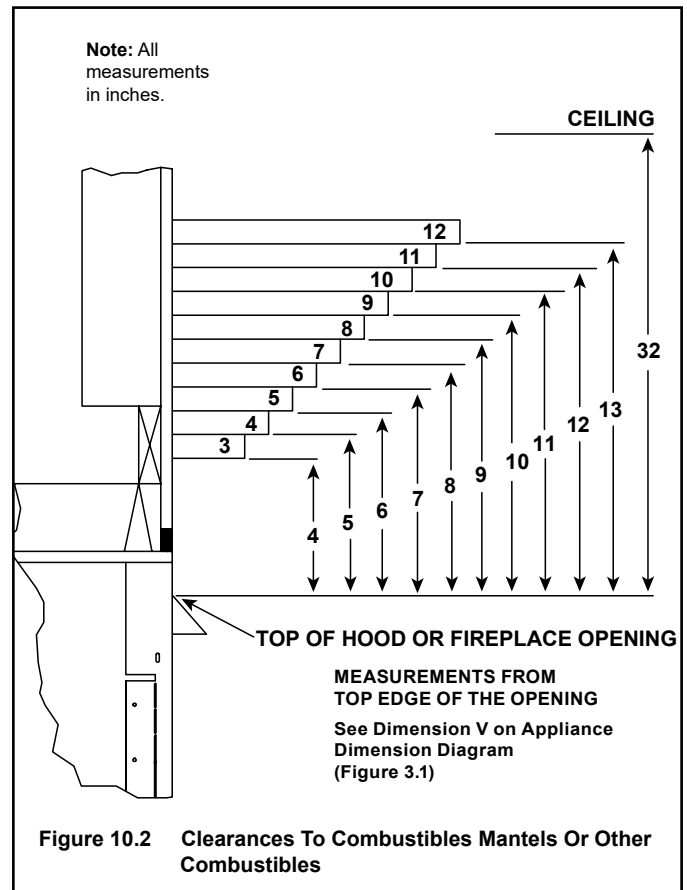 Note: All
measurements
in inches.
CEILING
12
11
10
9
8
7
6
5
4
3
4
5
6
7
8
9
10
11
12
13
32
TOP OF HOOD OR FIREPLACE OPENING
MEASUREMENTS FROM
TOP EDGE OF THE OPENING
See Dimension V on Appliance
Dimension Diagram
(Figure 3.1)
Figure 10.2 Clearances To Combustibles Mantels Or Other
Combustibles